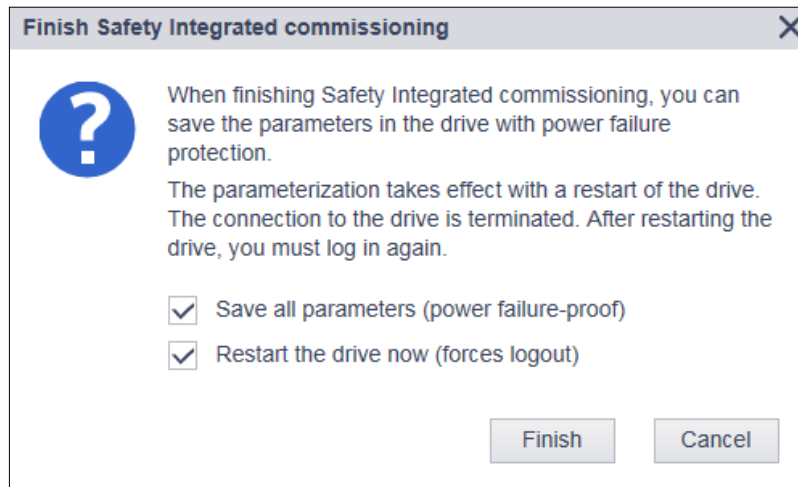 Finish Safety Integrated commissioning
When finishing Safety Integrated commissioning, you can
save the parameters in the drive with power failure
protection.
The parameterization takes effect with a restart of the drive.
The connection to the drive is terminated. After restarting the
drive, you must log in again.
Save all parameters (power failure-proof)
Restart the drive now (forces logout)
Finish Cancel